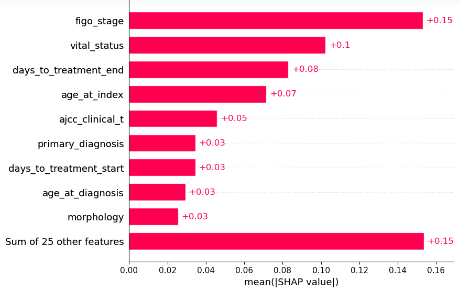 figo_stage +0.15
vital_status +0.1
days_to_treatment_end +0.08
age_at_index +0.07
ajcc_clinical_t +0.05
primary_diagnosis +0.03
days_to_treatment_start +0.03
age_at_diagnosis +0.03
morphology +0.03
Sum of 25 other features +0.15
0.00 0.02 0.04 0.06 0.08 0.10 0.12 0.14 0.16
mean(|SHAP value|)